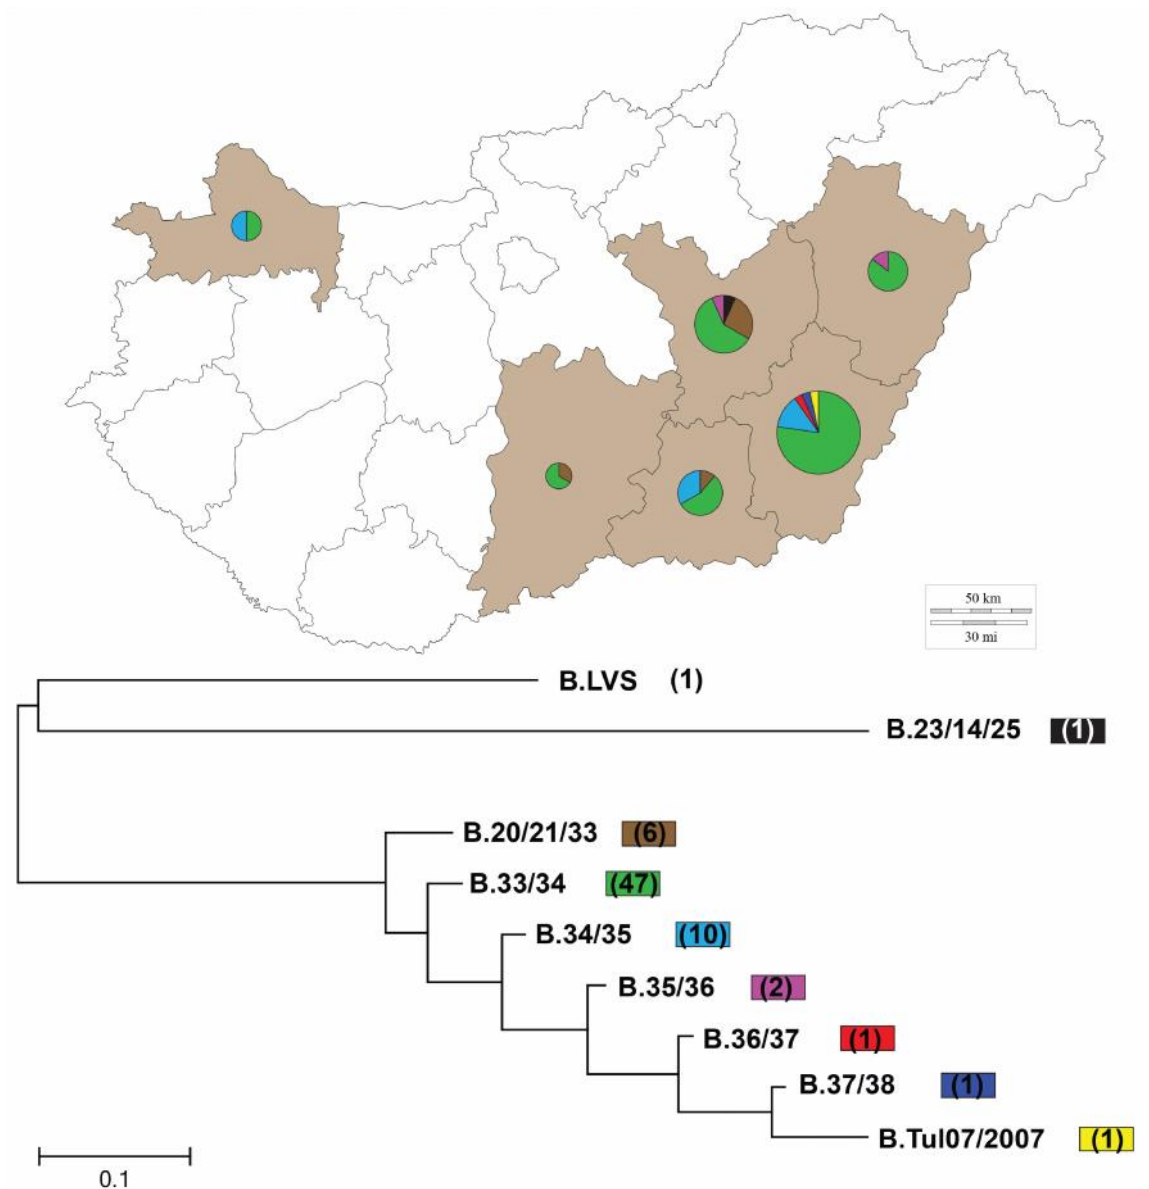 50 km
30 mi
B.LVS (1)
B.23/14/25 (1)
B.20/21/33 (6)
B.33/34 (47)
B.34/35 (10)
B.35/36 (2)
B.36/37 (1)
B.37/38 (1)
B.Tul07/2007 (1)
0.1